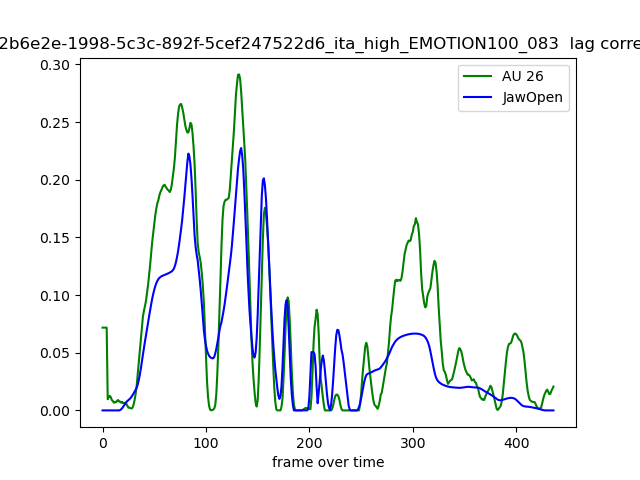 2b6e2e-1998-5c3c-892f-5cef247522d6_ita_high_EMOTION100_083 lag corre
0.30
0.25
0.20
0.15
0.10
0.05
0.00
AU 26
JawOpen
0 100 200 300 400
frame over time